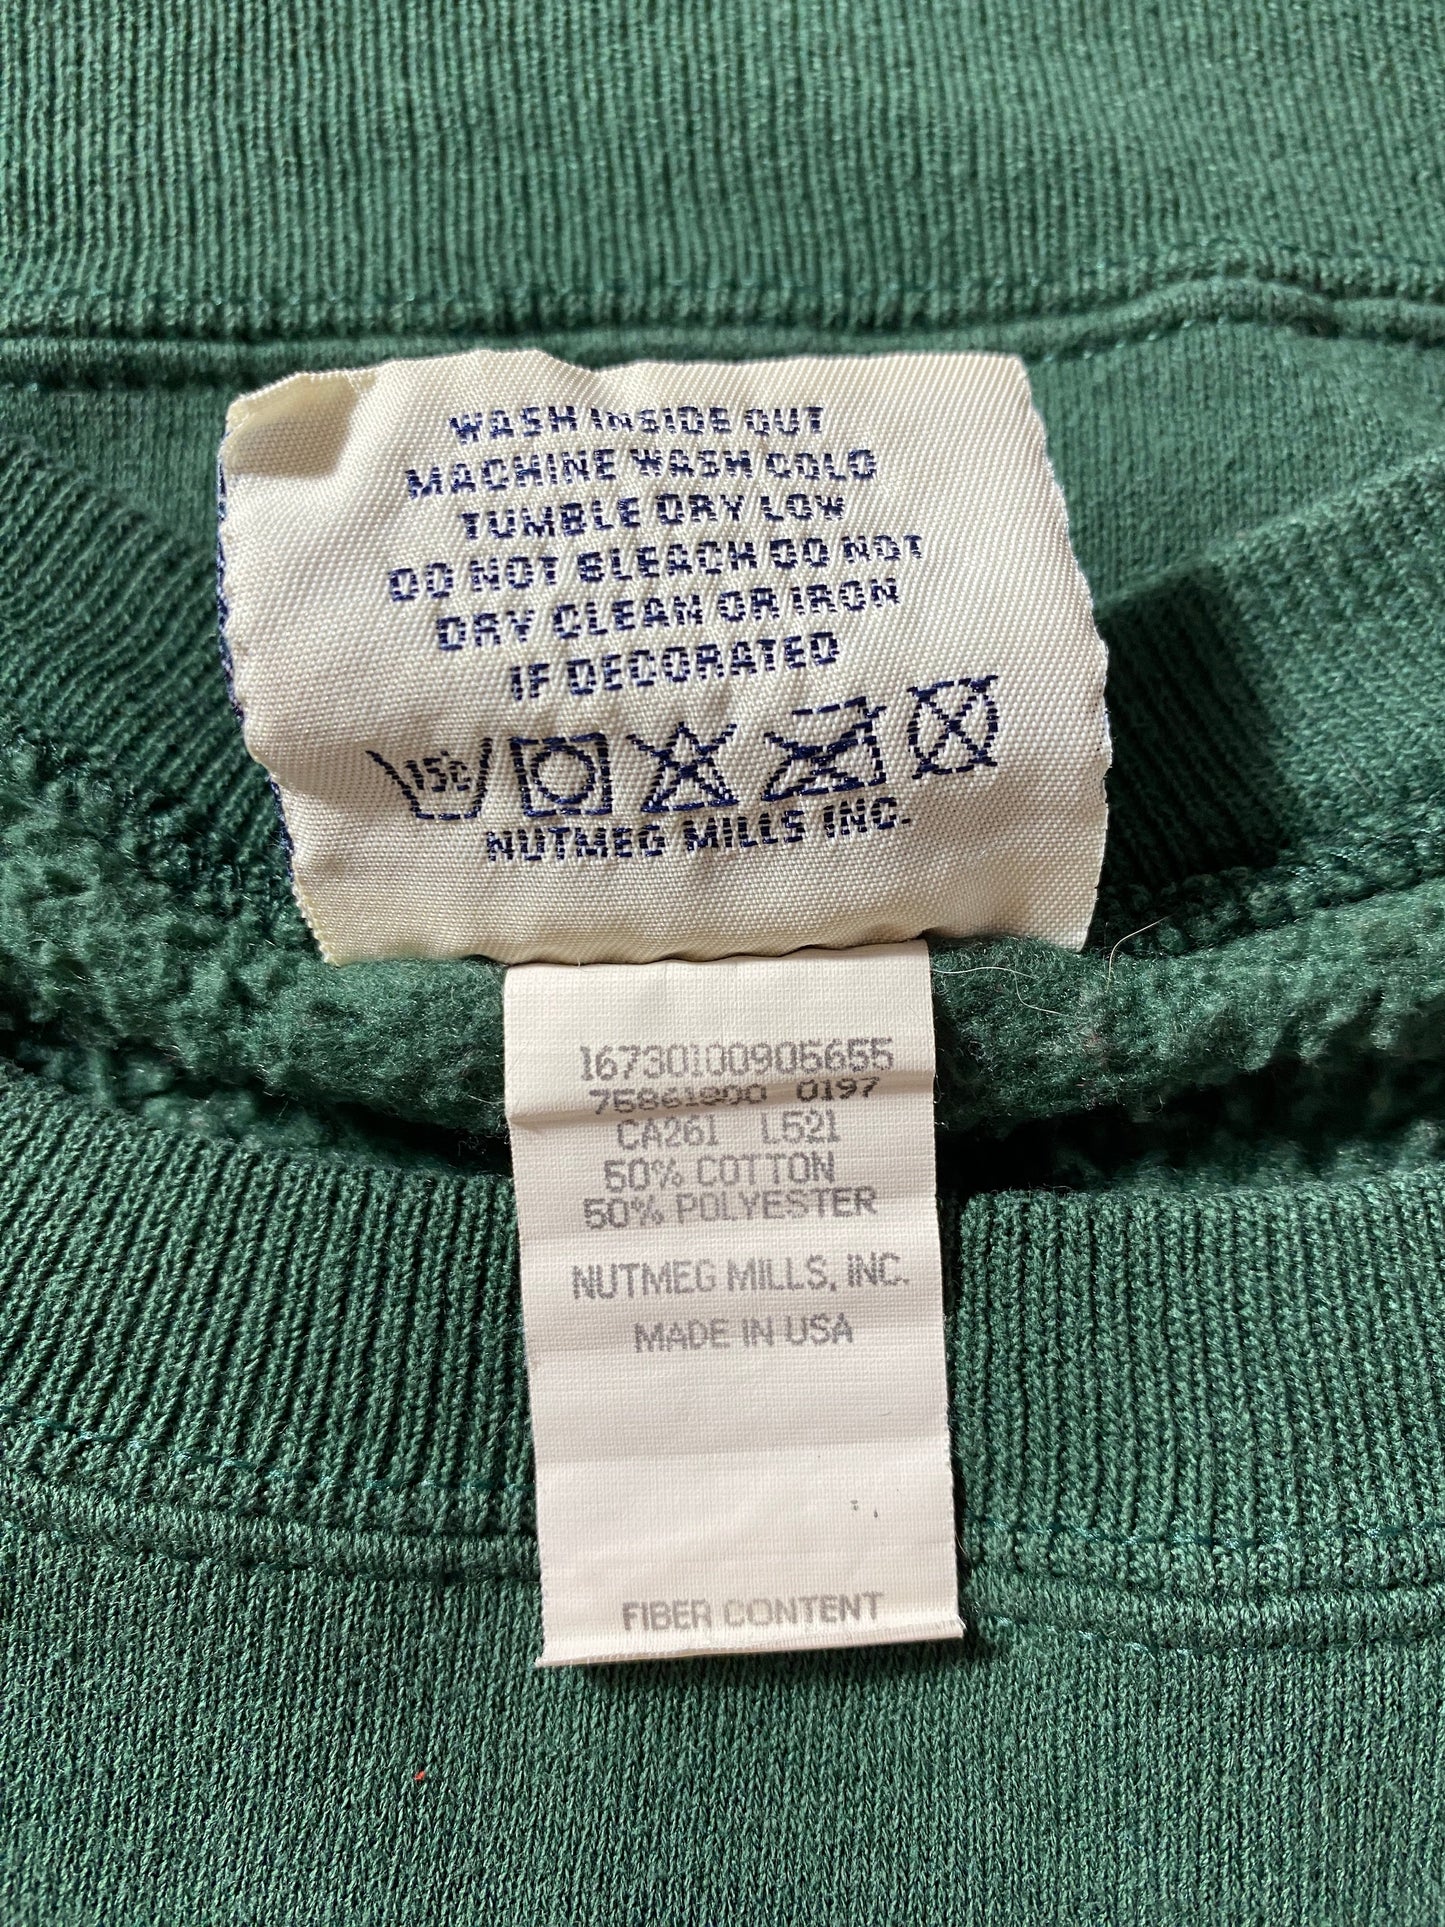 WASH INSIDE OUT
MACHINE WASH COLD
TUMBLE DRY LOW
DO NOT BLEACH DO NOT
DRY CLEAN OR IRON
IF DECORATED
15°C
NUTMEG MILLS INC.
16730100905655
75861800 0197
CA261 L521
50% COTTON
50% POLYESTER
NUTMEG MILLS, INC.
MADE IN USA
FIBER CONTENT